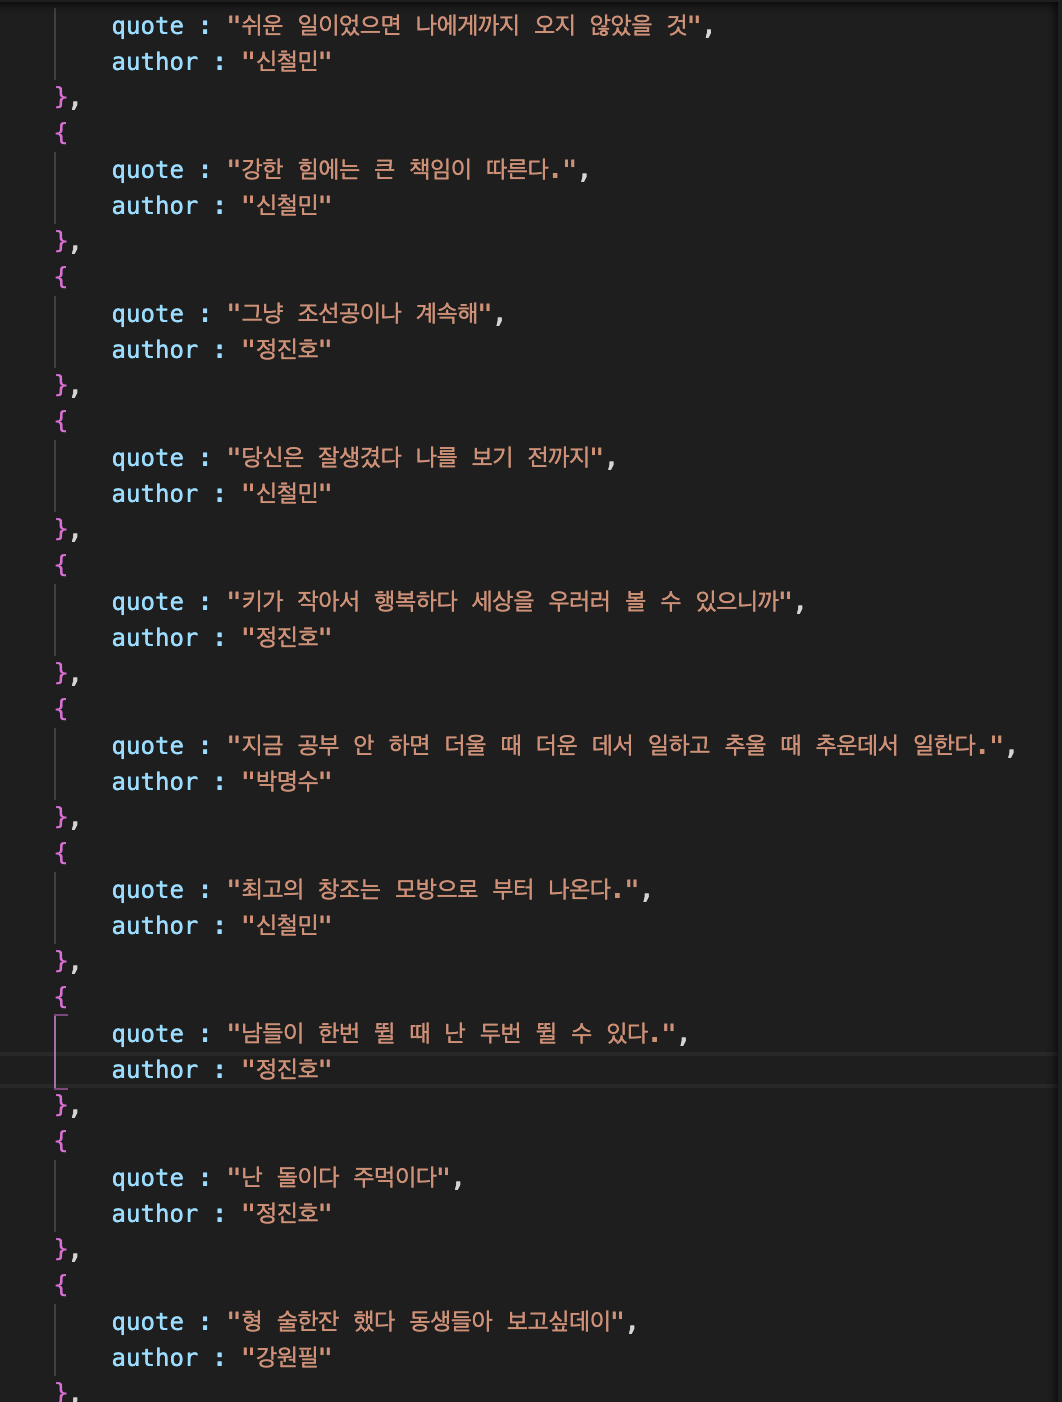 quote : "쉬운 일이었으면 나에게까지 오지 않았을 것",
author : "신철민"
},
{
quote : "강한 힘에는 큰 책임이 따른다.",
author : "신철민"
},
{
quote : "그냥 조선공이나 계속해",
author : "정진호"
},
{
quote : "당신은 잘생겼다 나를 보기 전까지",
author : "신철민"
},
{
quote : "키가 작아서 행복하다 세상을 우러러 볼 수 있으니까",
author : "정진호"
},
{
quote : "지금 공부 안 하면 더울 때 더운 데서 일하고 추울 때 추운데서 일한다.",
author : "박명수"
},
{
quote : "최고의 창조는 모방으로 부터 나온다.",
author : "신철민"
},
{
quote : "남들이 한번 뛸 때 난 두번 뛸 수 있다.",
author : "정진호"
},
{
quote : "난 돌이다 주먹이다",
author : "정진호"
},
{
quote : "형 술한잔 했다 동생들아 보고싶데이",
author : "강원필"
},